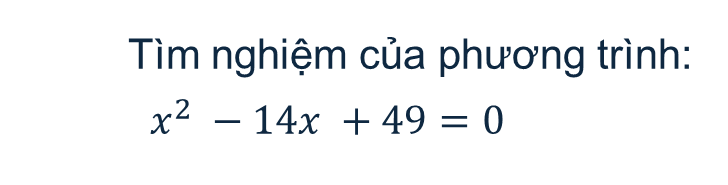 Tìm nghiệm của phương trình:
x² − 14x + 49 = 0